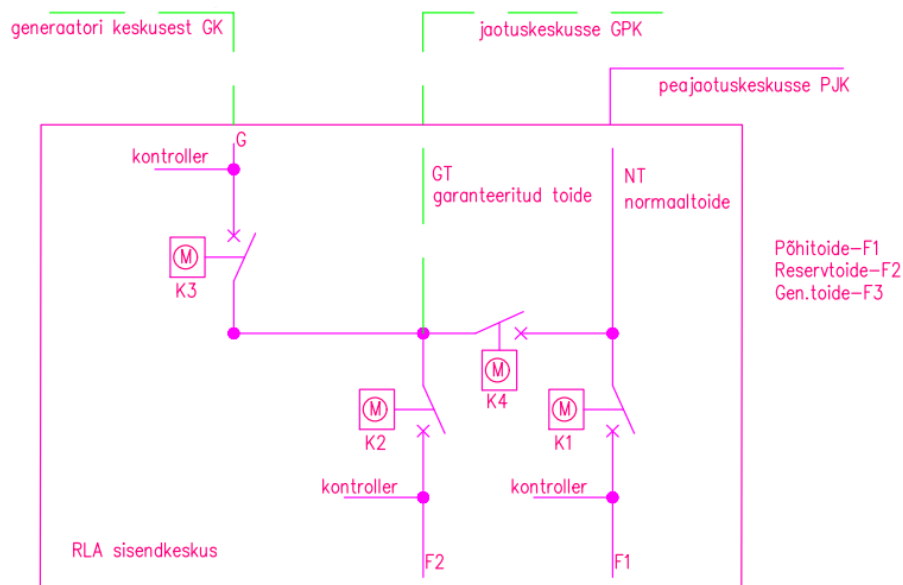 generaatori keskusest GK
jaotuskeskusse GPK
peajaotuskeskusse PJK
G
kontroller
GT
garanteeritud toide
NT
normaaltoide
M
K3
Põhitoide-F1
Reservtoide-F2
Gen.toide-F3
M
K4
M
K2
M
K1
kontroller
kontroller
RLA sisendkeskus
F2
F1